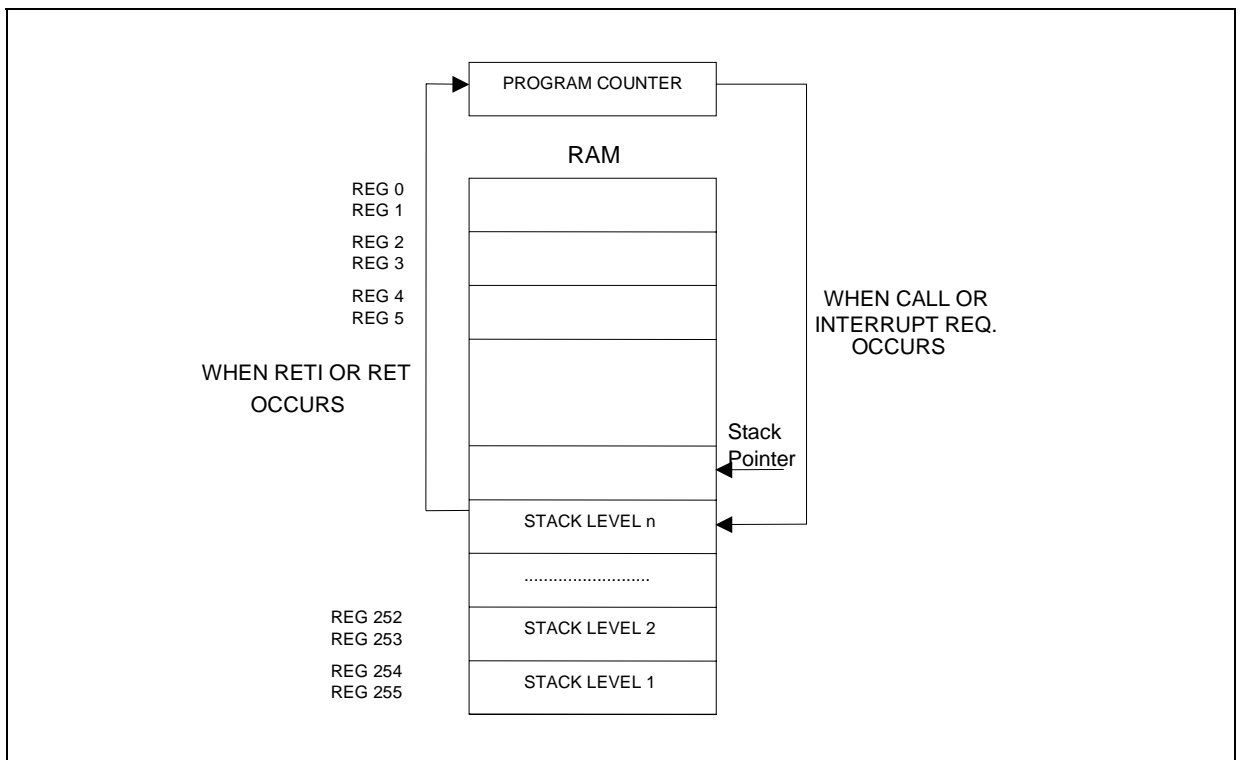 PROGRAM COUNTER
RAM
REG 0
REG 1
REG 2
REG 3
REG 4
REG 5
WHEN CALL OR
INTERRUPT REQ.
OCCURS
WHEN RETI OR RET
OCCURS
Stack
Pointer
STACK LEVEL n
..........................
REG 252
REG 253
STACK LEVEL 2
REG 254
REG 255
STACK LEVEL 1